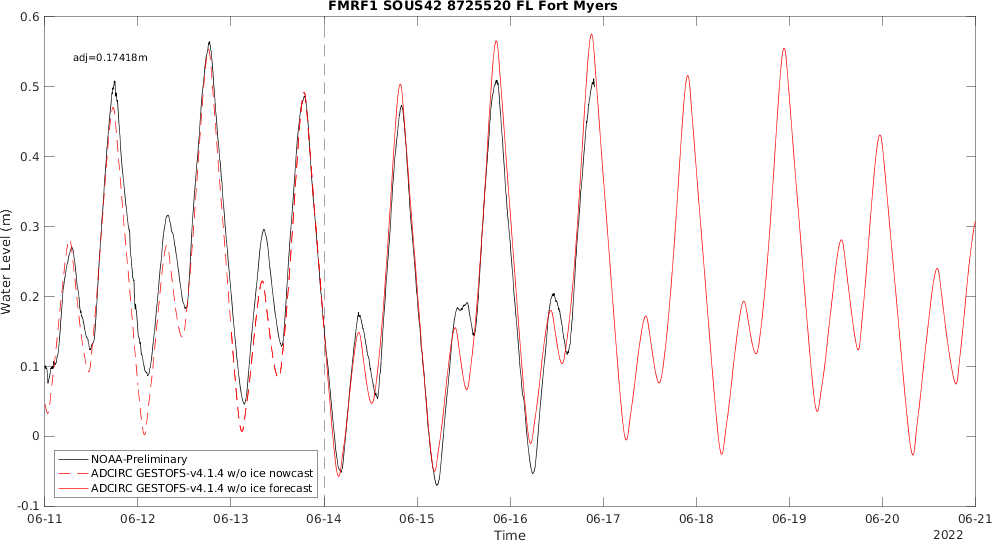 FMRF1 SOUS42 8725520 FL Fort Myers
adj=0.17418m
0.6
0.5
0.4
0.3
0.2
0.1
0
-0.1
Water Level (m)
NOAA-Preliminary
ADCIRC GESTOFS-v4.1.4 w/o ice nowcast
ADCIRC GESTOFS-v4.1.4 w/o ice forecast
06-11 06-12 06-13 06-14 06-15 06-16 06-17 06-18 06-19 06-20 06-21
Time
2022